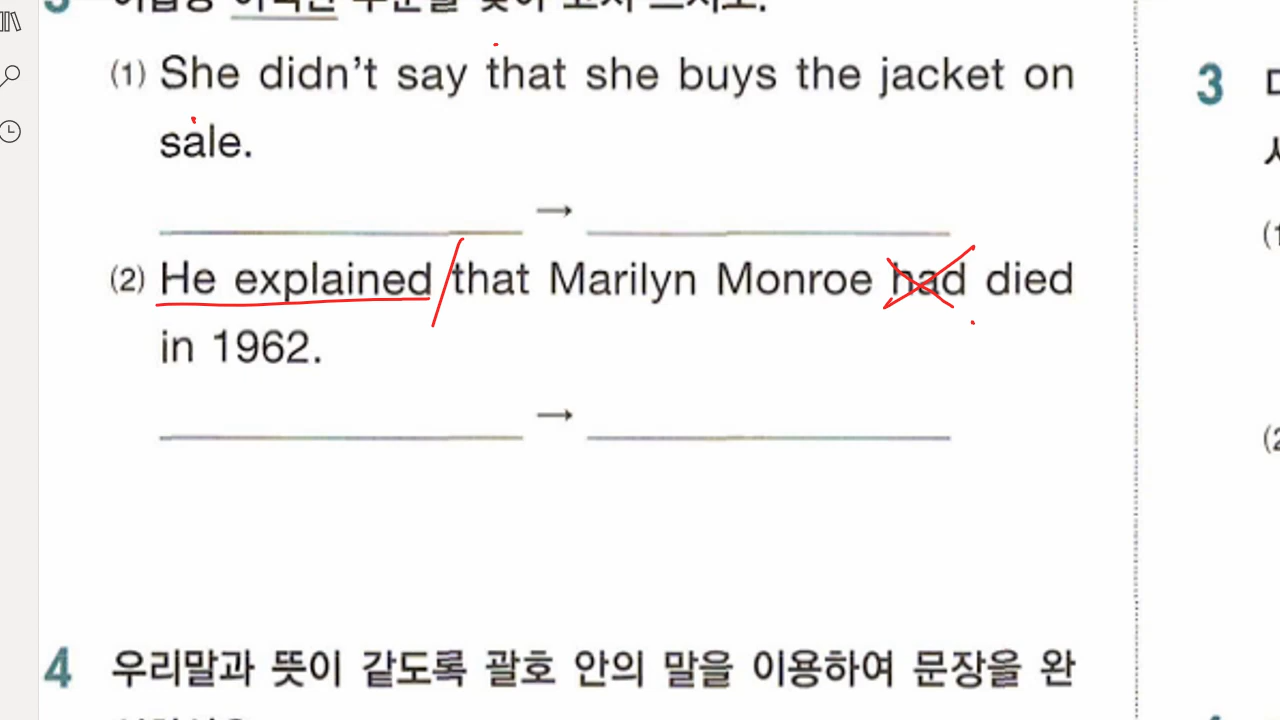 (1) She didn't say that she buys the jacket on
sale.
→
(2) He explained that Marilyn Monroe had died
in 1962.
→
4 우리말과 뜻이 같도록 괄호 안의 말을 이용하여 문장을 완
3
(1
(2